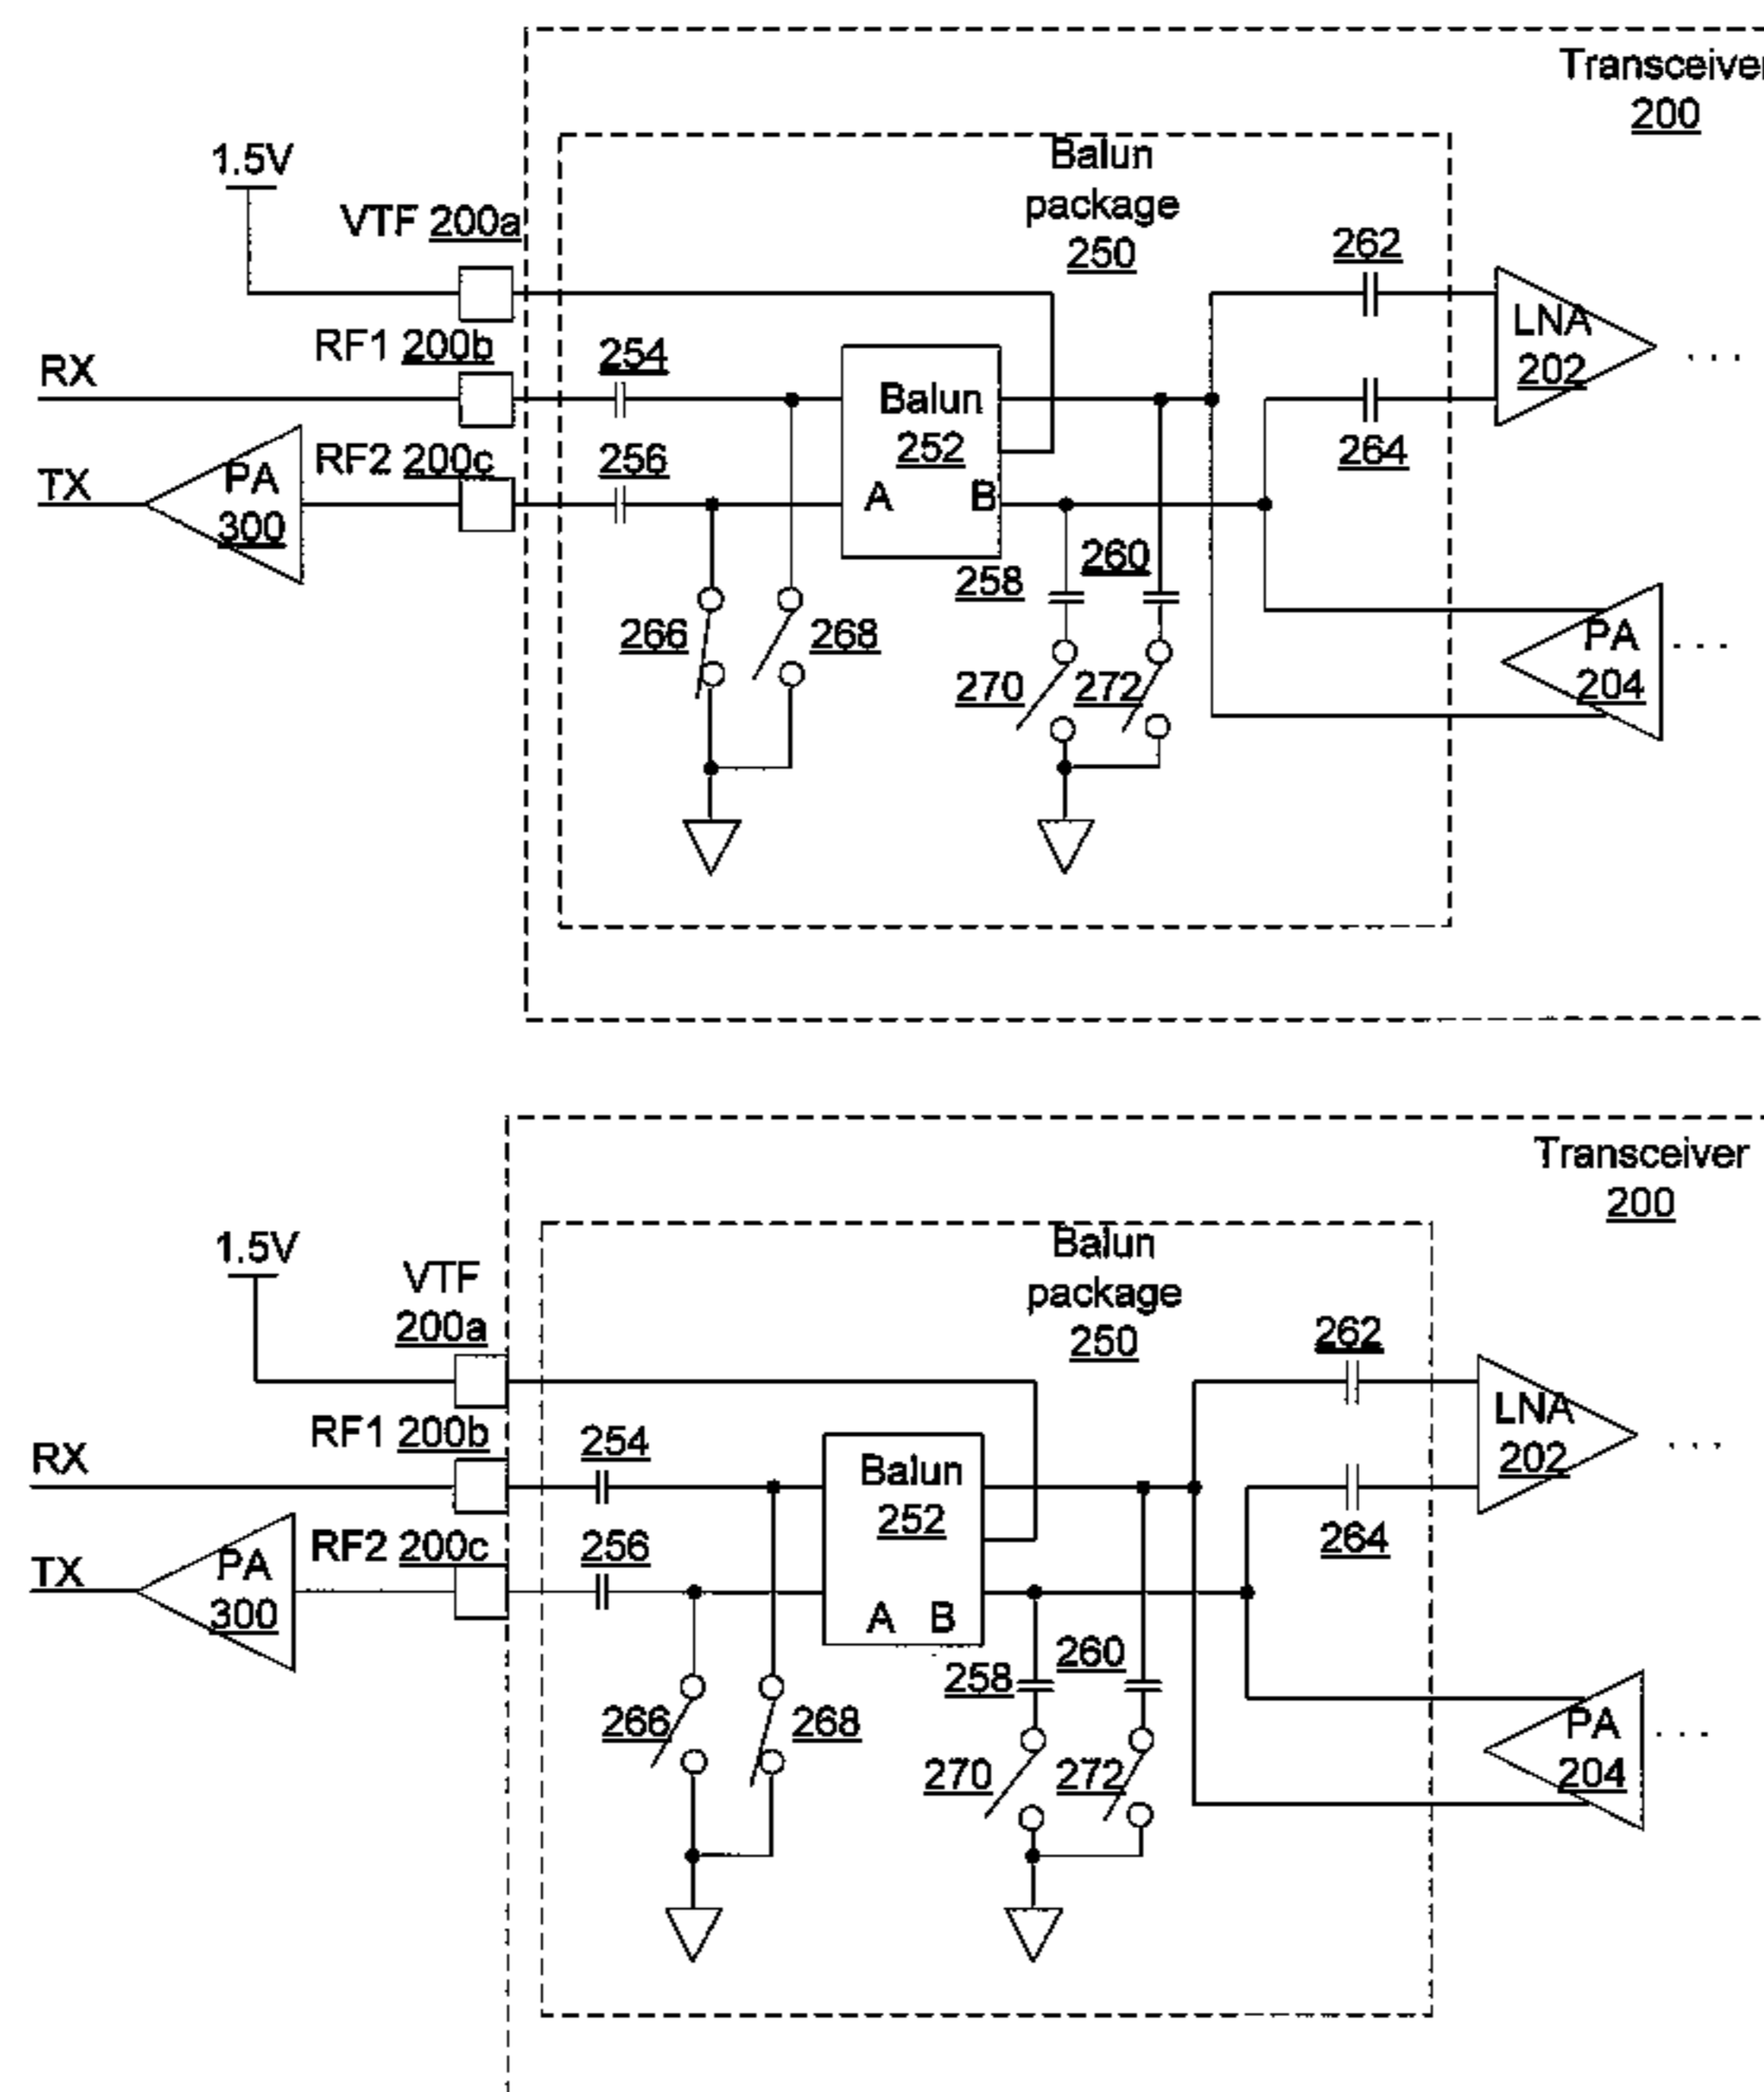 Transceiver
200
Balun
package
250
1.5V
VTF 200a
262
LNA
202
...
RF1 200b
254
RX
Balun
252
RF2 200c
256
264
TX
PA
300
A B
258 260
266 268
270 272
PA
204
...
Transceiver
200
Balun
package
250
1.5V
VTF
200a
262
LNA
202
...
RF1 200b
254
RX
Balun
252
RF2 200c
256
264
TX
PA
300
A B
258 260
266 268
270 272
PA
204
...